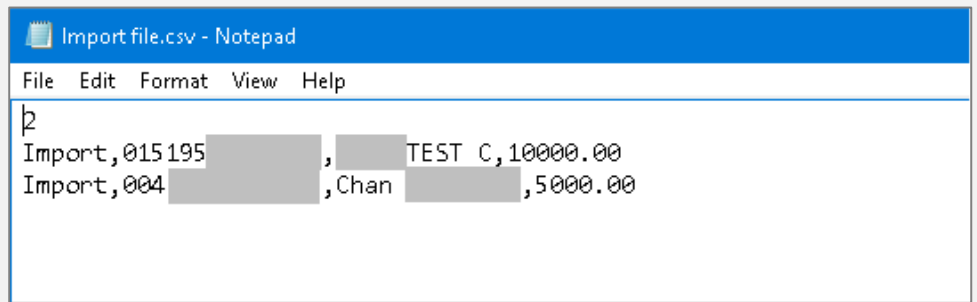 Import file.csv - Notepad
File Edit Format View Help
2
Import,015195 , TEST C,10000.00
Import,004 ,Chan ,5000.00